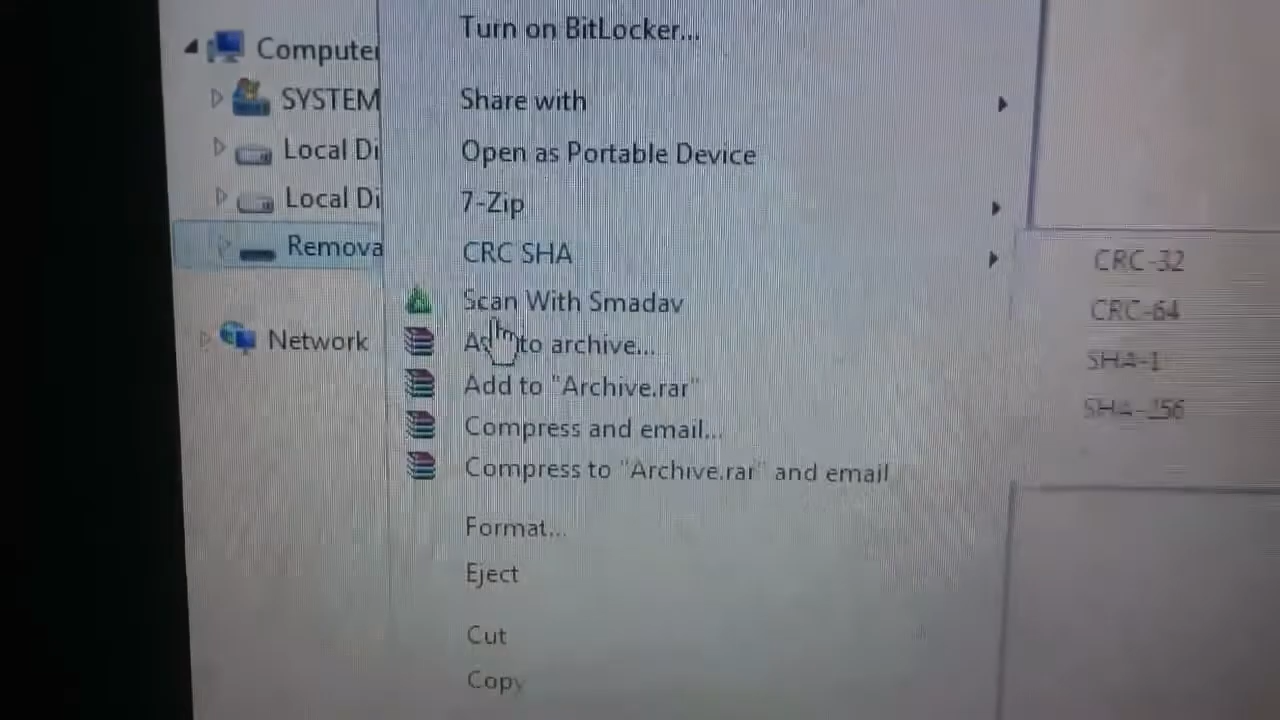 Computer
SYSTEM
Local Di
Local Di
Remova
Network
Turn on BitLocker...
Share with
Open as Portable Device
7-Zip
CRC SHA
Scan With Smadav
to archive...
Add to "Archive.rar"
Compress and email...
Compress to "Archive.rar" and email
Format...
Eject
Cut
Copy
CRC-32
CRC-64
SHA-1
SHA-256